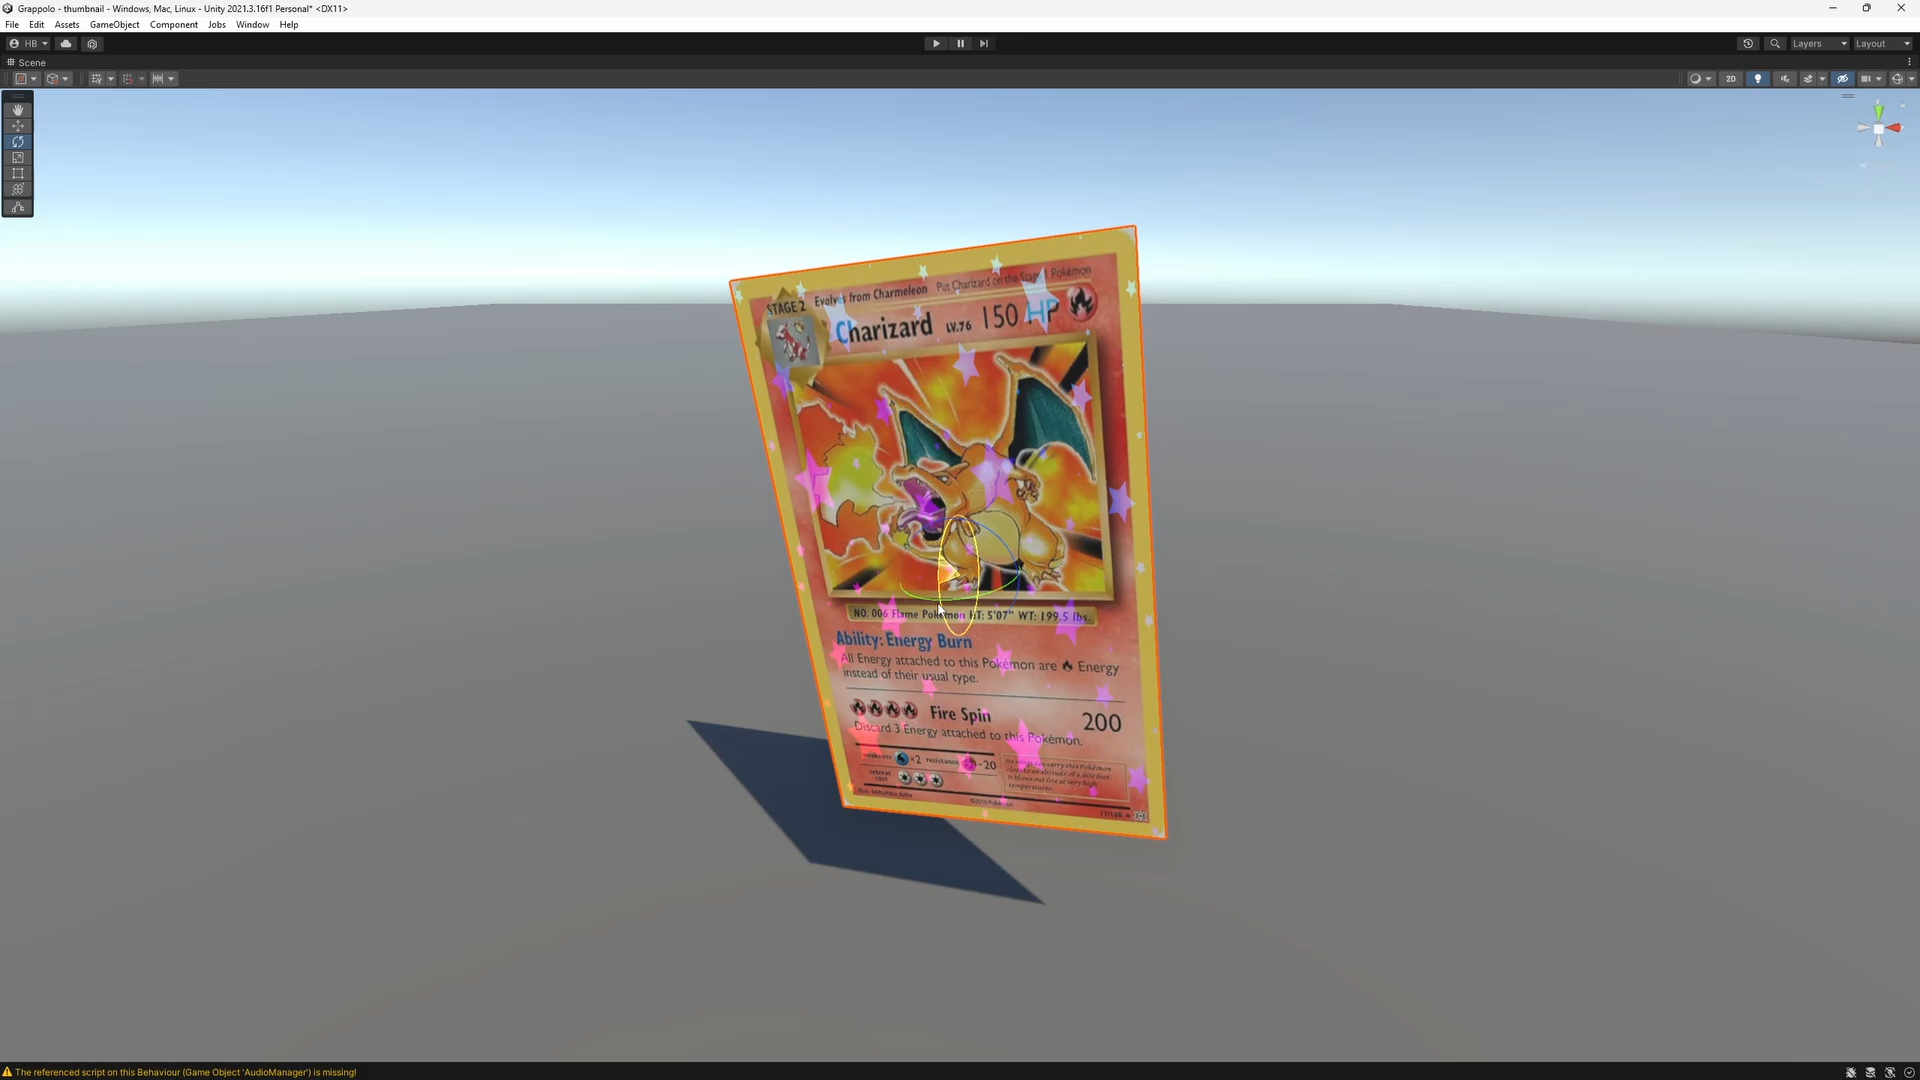 Grappolo - thumbnail - Windows, Mac, Linux - Unity 2021.3.16f1 Personal* <DX11>
File Edit Assets GameObject Component Jobs Window Help
HB Layers Layout
Scene
2D
Put Charizard on the Stage Pokémon
STAGE 2 Evolves from Charmeleon
Charizard LV.76 150 HP
NO. 006 Flame Pokémon HT: 5'07" WT: 199.5 lbs.
Ability: Energy Burn
All Energy attached to this Pokémon are Energy
instead of their usual type.
Fire Spin 200
Discard 3 Energy attached to this Pokémon.
weakness ×2 resistance -20
retreat
cost
The referenced script on this Behaviour (Game Object 'AudioManager') is missing!